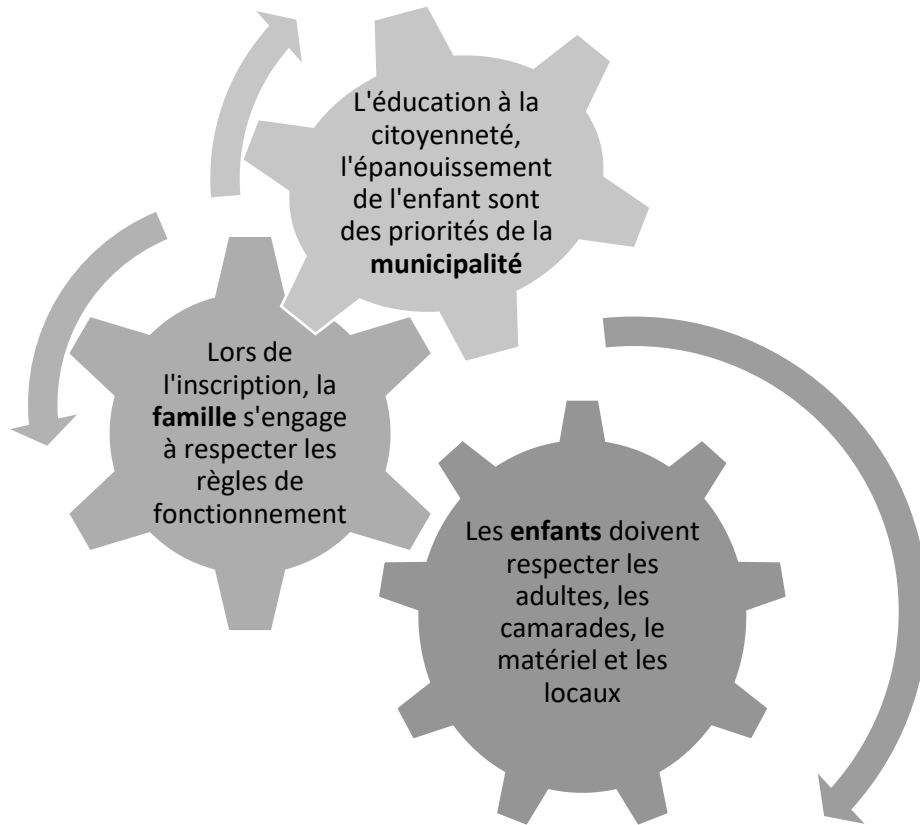 L'éducation à la
citoyenneté,
l'épanouissement
de l'enfant sont
des priorités de la
municipalité
Lors de
l'inscription, la
famille s'engage
à respecter les
règles de
fonctionnement
Les enfants doivent
respecter les
adultes, les
camarades, le
matériel et les
locaux